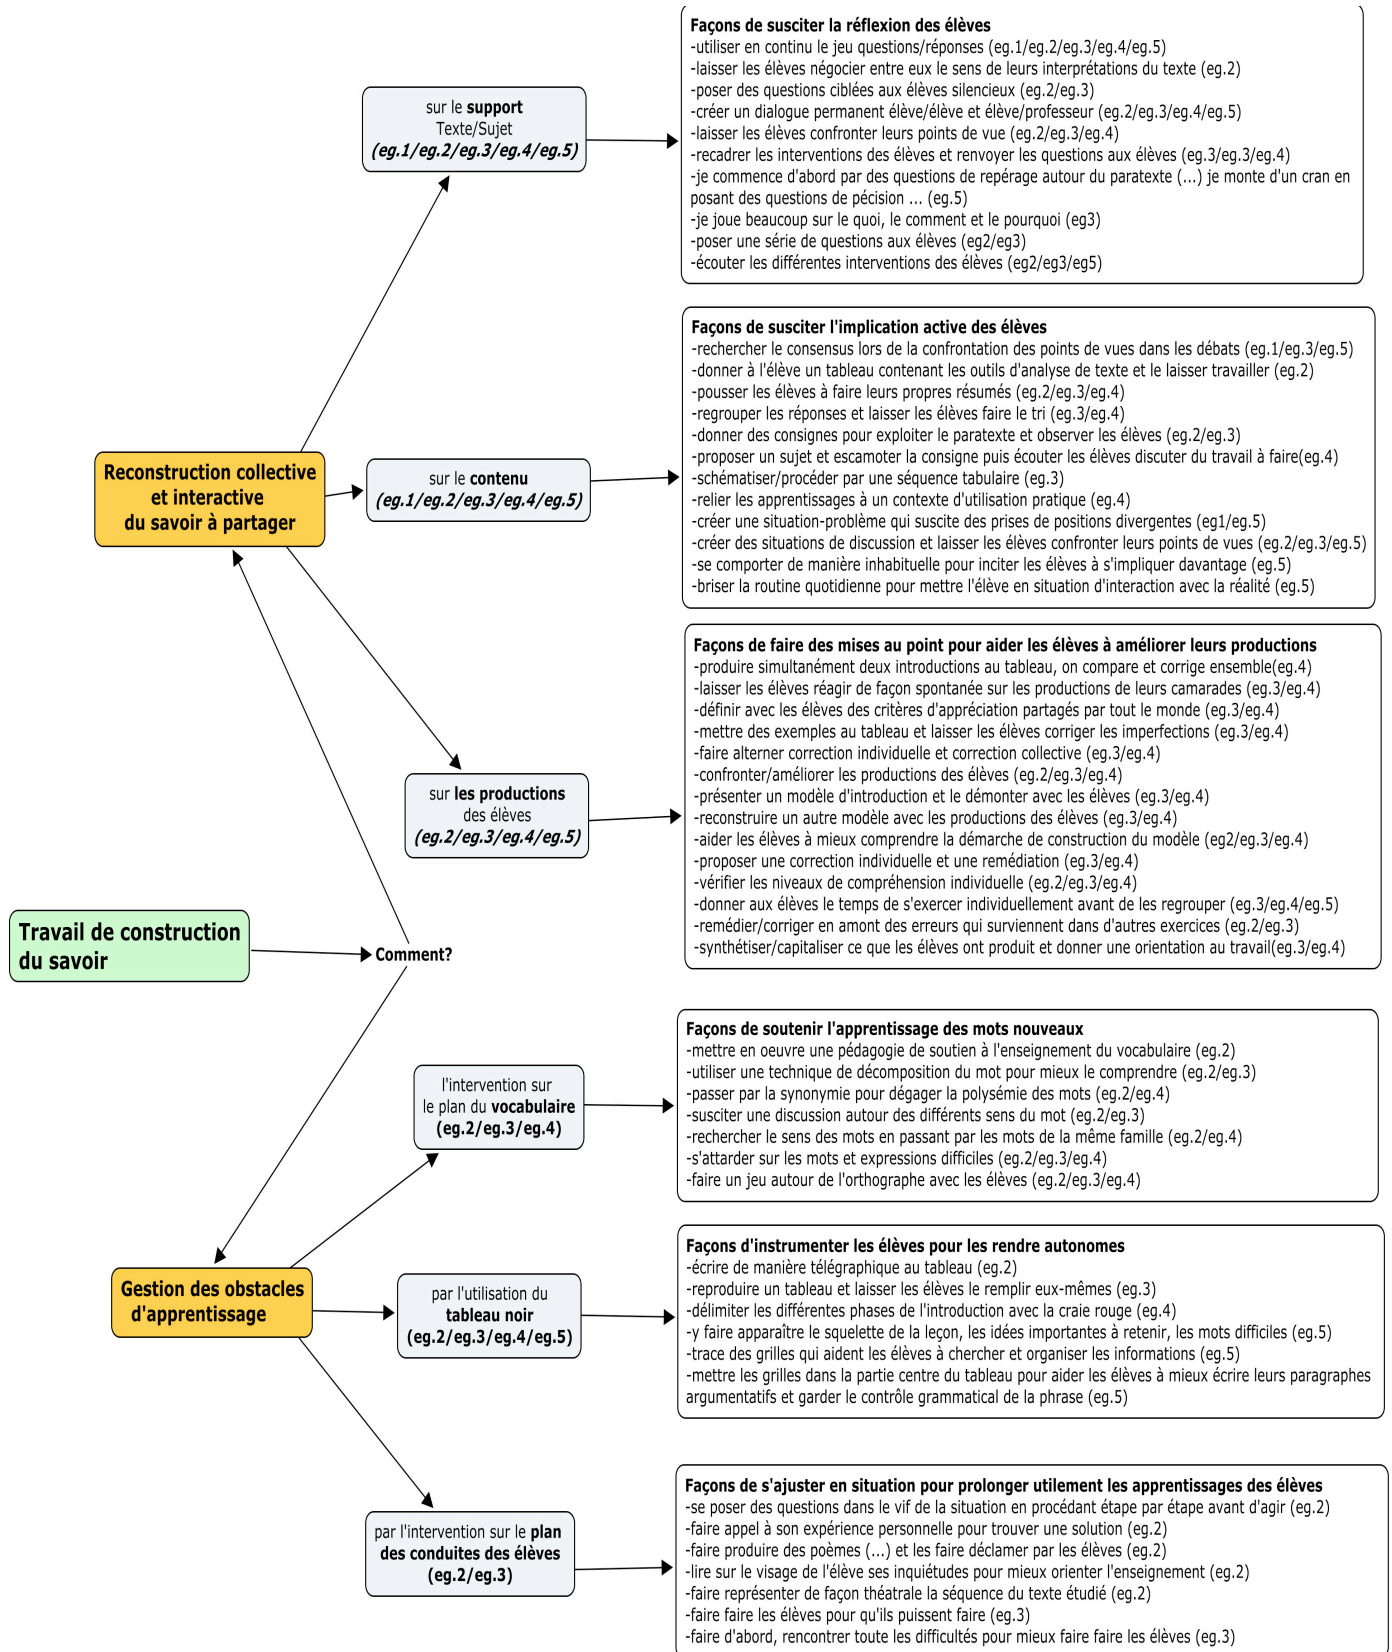 Façons de susciter la réflexion des élèves
-utiliser en continu le jeu questions/réponses (eg.1/eg.2/eg.3/eg.4/eg.5)
-laisser les élèves négocier entre eux le sens de leurs interprétations du texte (eg.2)
-poser des questions ciblées aux élèves silencieux (eg.2/eg.3)
-créer un dialogue permanent élève/élève et élève/professeur (eg.2/eg.3/eg.4/eg.5)
-laisser les élèves confronter leurs points de vue (eg.2/eg.3/eg.4)
-recadrer les interventions des élèves et renvoyer les questions aux élèves (eg.3/eg.3/eg.4)
-je commence d'abord par des questions de repérage autour du paratexte (...) je monte d'un cran en
posant des questions de pécision ... (eg.5)
-je joue beaucoup sur le quoi, le comment et le pourquoi (eg3)
-poser une série de questions aux élèves (eg2/eg3)
-écouter les différentes interventions des élèves (eg2/eg3/eg5)
sur le support
Texte/Sujet
(eg.1/eg.2/eg.3/eg.4/eg.5)
Façons de susciter l'implication active des élèves
-rechercher le consensus lors de la confrontation des points de vues dans les débats (eg.1/eg.3/eg.5)
-donner à l'élève un tableau contenant les outils d'analyse de texte et le laisser travailler (eg.2)
-pousser les élèves à faire leurs propres résumés (eg.2/eg.3/eg.4)
-regrouper les réponses et laisser les élèves faire le tri (eg.3/eg.4)
-donner des consignes pour exploiter le paratexte et observer les élèves (eg.2/eg.3)
-proposer un sujet et escamoter la consigne puis écouter les élèves discuter du travail à faire(eg.4)
-schématiser/procéder par une séquence tabulaire (eg.3)
-relier les apprentissages à un contexte d'utilisation pratique (eg.4)
-créer une situation-problème qui suscite des prises de positions divergentes (eg1/eg.5)
-créer des situations de discussion et laisser les élèves confronter leurs points de vues (eg.2/eg.3/eg.5)
-se comporter de manière inhabituelle pour inciter les élèves à s'impliquer davantage (eg.5)
-briser la routine quotidienne pour mettre l'élève en situation d'interaction avec la réalité (eg.5)
Reconstruction collective
et interactive
du savoir à partager
sur le contenu
(eg.1/eg.2/eg.3/eg.4/eg.5)
Façons de faire des mises au point pour aider les élèves à améliorer leurs productions
-produire simultanément deux introductions au tableau, on compare et corrige ensemble(eg.4)
-laisser les élèves réagir de façon spontanée sur les productions de leurs camarades (eg.3/eg.4)
-définir avec les élèves des critères d'appréciation partagés par tout le monde (eg.3/eg.4)
-mettre des exemples au tableau et laisser les élèves corriger les imperfections (eg.3/eg.4)
-faire alterner correction individuelle et correction collective (eg.3/eg.4)
-confronter/améliorer les productions des élèves (eg.2/eg.3/eg.4)
-présenter un modèle d'introduction et le démonter avec les élèves (eg.3/eg.4)
-reconstruire un autre modèle avec les productions des élèves (eg.3/eg.4)
-aider les élèves à mieux comprendre la démarche de construction du modèle (eg2/eg.3/eg.4)
-proposer une correction individuelle et une remédiation (eg.3/eg.4)
-vérifier les niveaux de compréhension individuelle (eg.2/eg.3/eg.4)
-donner aux élèves le temps de s'exercer individuellement avant de les regrouper (eg.3/eg.4/eg.5)
-remédier/corriger en amont des erreurs qui surviennent dans d'autres exercices (eg.2/eg.3)
-synthétiser/capitaliser ce que les élèves ont produit et donner une orientation au travail(eg.3/eg.4)
sur les productions
des élèves
(eg.2/eg.3/eg.4/eg.5)
Travail de construction
du savoir
Comment?
Façons de soutenir l'apprentissage des mots nouveaux
-mettre en oeuvre une pédagogie de soutien à l'enseignement du vocabulaire (eg.2)
-utiliser une technique de décomposition du mot pour mieux le comprendre (eg.2/eg.3)
-passer par la synonymie pour dégager la polysémie des mots (eg.2/eg.4)
-susciter une discussion autour des différents sens du mot (eg.2/eg.3)
-rechercher le sens des mots en passant par les mots de la même famille (eg.2/eg.4)
-s'attarder sur les mots et expressions difficiles (eg.2/eg.3/eg.4)
-faire un jeu autour de l'orthographe avec les élèves (eg.2/eg.3/eg.4)
l'intervention sur
le plan du vocabulaire
(eg.2/eg.3/eg.4)
Façons d'instrumenter les élèves pour les rendre autonomes
-écrire de manière télégraphique au tableau (eg.2)
-reproduire un tableau et laisser les élèves le remplir eux-mêmes (eg.3)
-délimiter les différentes phases de l'introduction avec la craie rouge (eg.4)
-y faire apparaître le squelette de la leçon, les idées importantes à retenir, les mots difficiles (eg.5)
-trace des grilles qui aident les élèves à chercher et organiser les informations (eg.5)
-mettre les grilles dans la partie centre du tableau pour aider les élèves à mieux écrire leurs paragraphes
argumentatifs et garder le contrôle grammatical de la phrase (eg.5)
Gestion des obstacles
d'apprentissage
par l'utilisation du
tableau noir
(eg.2/eg.3/eg.4/eg.5)
Façons de s'ajuster en situation pour prolonger utilement les apprentissages des élèves
-se poser des questions dans le vif de la situation en procédant étape par étape avant d'agir (eg.2)
-faire appel à son expérience personnelle pour trouver une solution (eg.2)
-faire produire des poèmes (...) et les faire déclamer par les élèves (eg.2)
-lire sur le visage de l'élève ses inquiétudes pour mieux orienter l'enseignement (eg.2)
-faire représenter de façon théatrale la séquence du texte étudié (eg.2)
-faire faire les élèves pour qu'ils puissent faire (eg.3)
-faire d'abord, rencontrer toute les difficultés pour mieux faire faire les élèves (eg.3)
par l'intervention sur le plan
des conduites des élèves
(eg.2/eg.3)